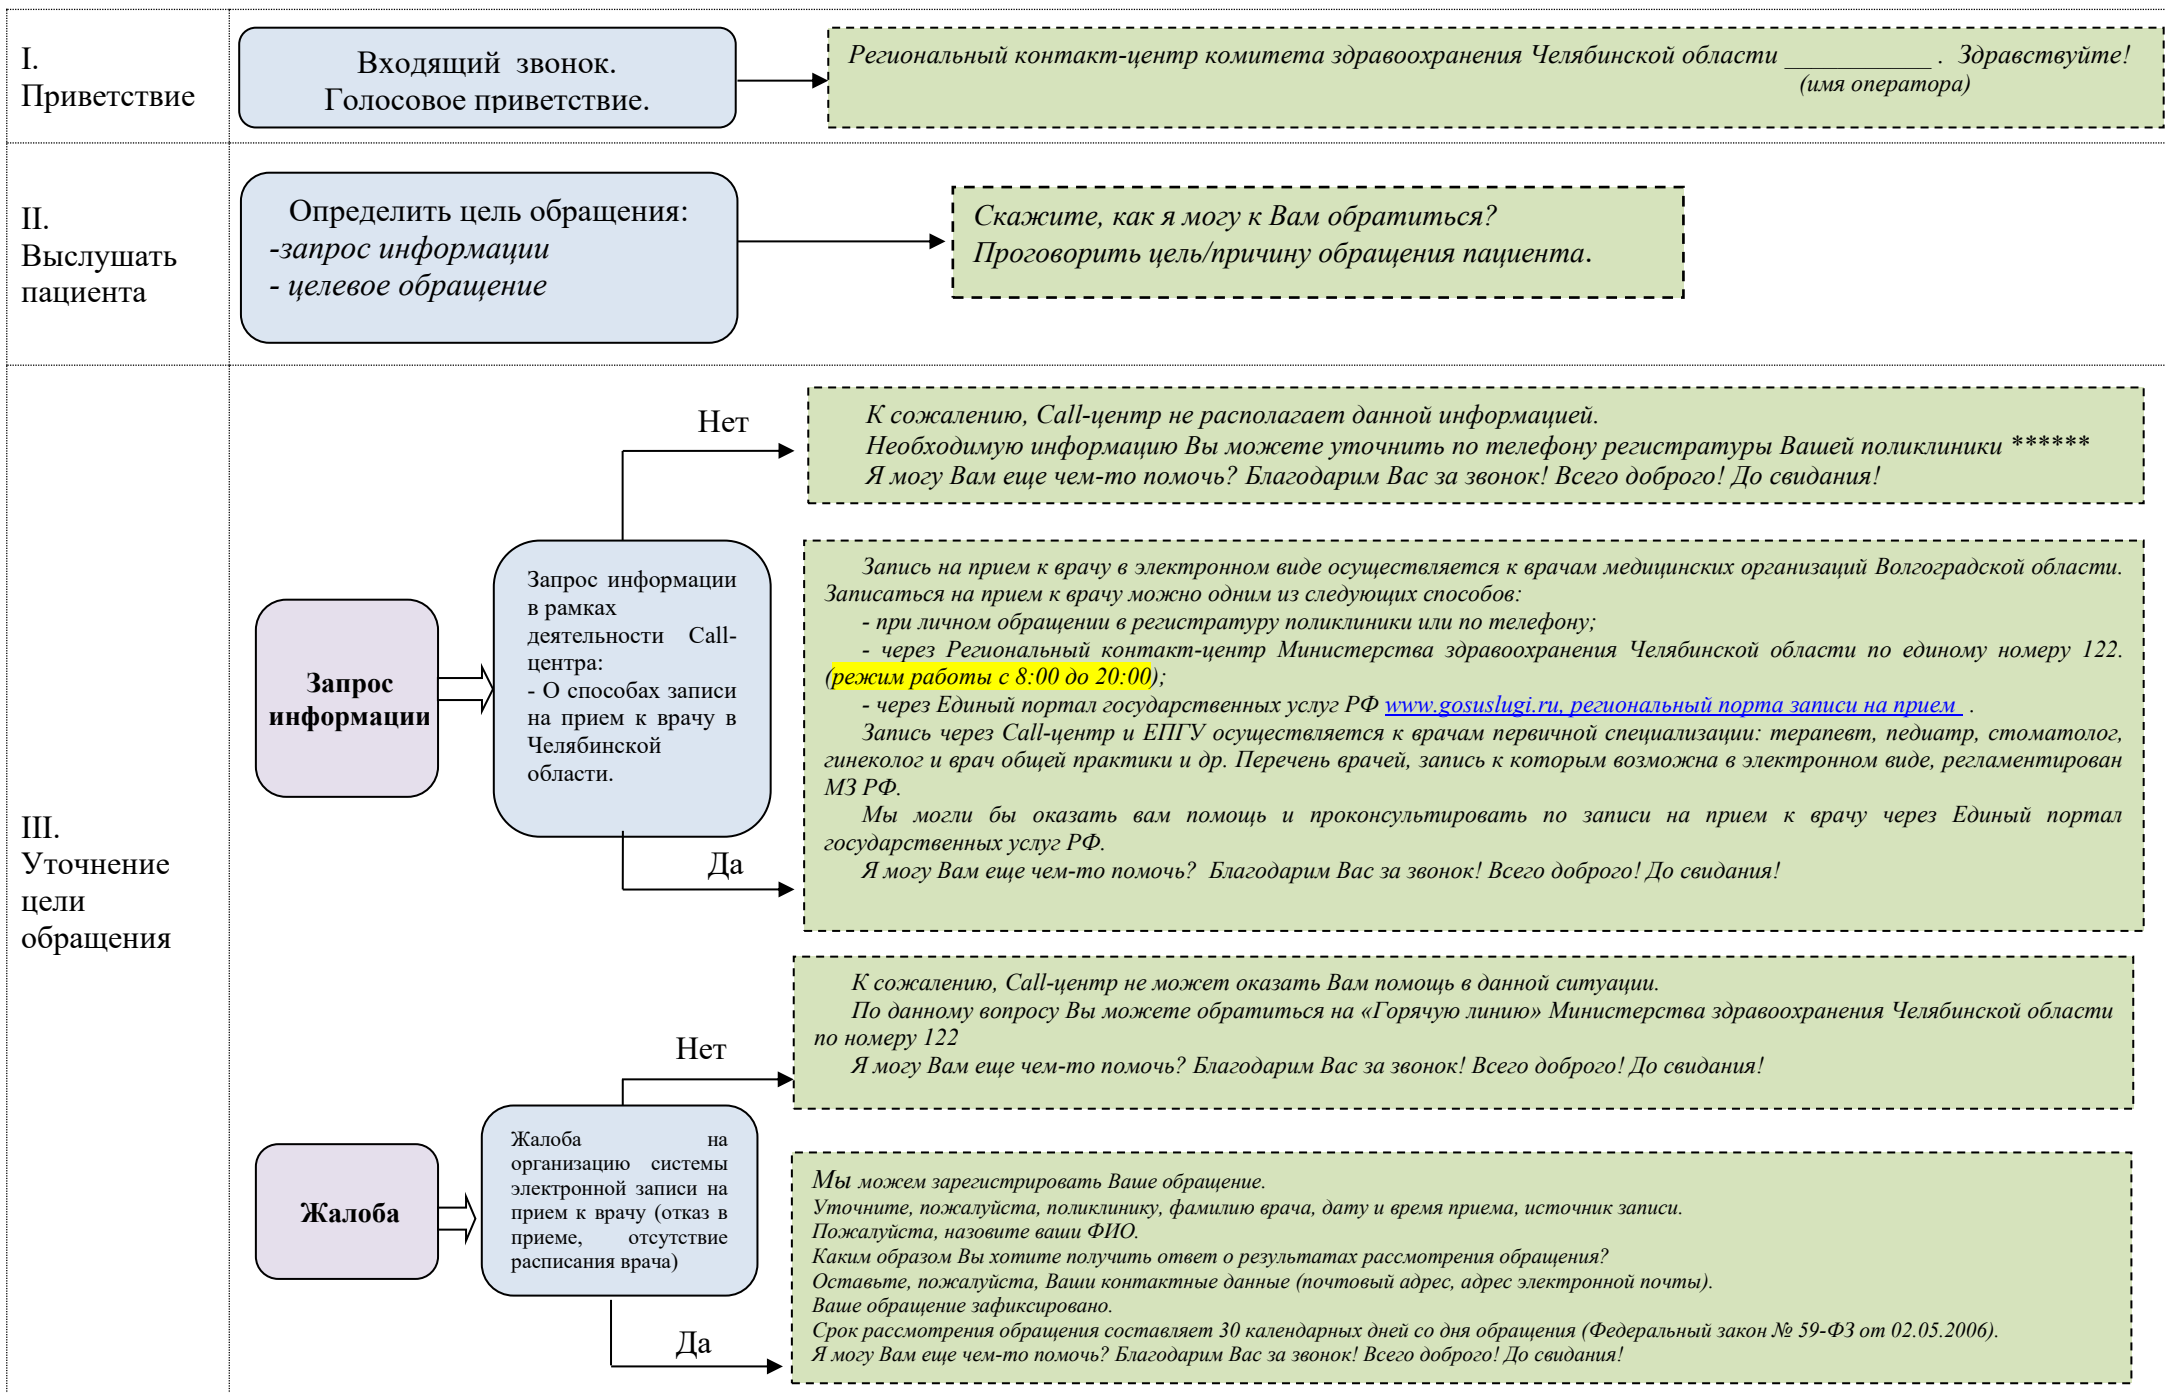 I.
Приветствие
Входящий звонок.
Голосовое приветствие.
Региональный контакт-центр комитета здравоохранения Челябинской области ___________ . Здравствуйте!
(имя оператора)
II.
Выслушать
пациента
Определить цель обращения:
-запрос информации
- целевое обращение
Скажите, как я могу к Вам обратиться?
Проговорить цель/причину обращения пациента.
III.
Уточнение
цели
обращения
Запрос
информации
Запрос информации
в рамках
деятельности Call-
центра:
- О способах записи
на прием к врачу в
Челябинской
области.
Нет
К сожалению, Call-центр не располагает данной информацией.
Необходимую информацию Вы можете уточнить по телефону регистратуры Вашей поликлиники ******
Я могу Вам еще чем-то помочь? Благодарим Вас за звонок! Всего доброго! До свидания!
Да
Запись на прием к врачу в электронном виде осуществляется к врачам медицинских организаций Волгоградской области.
Записаться на прием к врачу можно одним из следующих способов:
- при личном обращении в регистратуру поликлиники или по телефону;
- через Региональный контакт-центр Министерства здравоохранения Челябинской области по единому номеру 122.
(режим работы с 8:00 до 20:00);
- через Единый портал государственных услуг РФ www.gosuslugi.ru, региональный порта записи на прием .
Запись через Call-центр и ЕПГУ осуществляется к врачам первичной специализации: терапевт, педиатр, стоматолог,
гинеколог и врач общей практики и др. Перечень врачей, запись к которым возможна в электронном виде, регламентирован
МЗ РФ.
Мы могли бы оказать вам помощь и проконсультировать по записи на прием к врачу через Единый портал
государственных услуг РФ.
Я могу Вам еще чем-то помочь? Благодарим Вас за звонок! Всего доброго! До свидания!
Жалоба
Жалоба на
организацию системы
электронной записи на
прием к врачу (отказ в
приеме, отсутствие
расписания врача)
Нет
К сожалению, Call-центр не может оказать Вам помощь в данной ситуации.
По данному вопросу Вы можете обратиться на «Горячую линию» Министерства здравоохранения Челябинской области
по номеру 122
Я могу Вам еще чем-то помочь? Благодарим Вас за звонок! Всего доброго! До свидания!
Да
Мы можем зарегистрировать Ваше обращение.
Уточните, пожалуйста, поликлинику, фамилию врача, дату и время приема, источник записи.
Пожалуйста, назовите ваши ФИО.
Каким образом Вы хотите получить ответ о результатах рассмотрения обращения?
Оставьте, пожалуйста, Ваши контактные данные (почтовый адрес, адрес электронной почты).
Ваше обращение зафиксировано.
Срок рассмотрения обращения составляет 30 календарных дней со дня обращения (Федеральный закон № 59-ФЗ от 02.05.2006).
Я могу Вам еще чем-то помочь? Благодарим Вас за звонок! Всего доброго! До свидания!